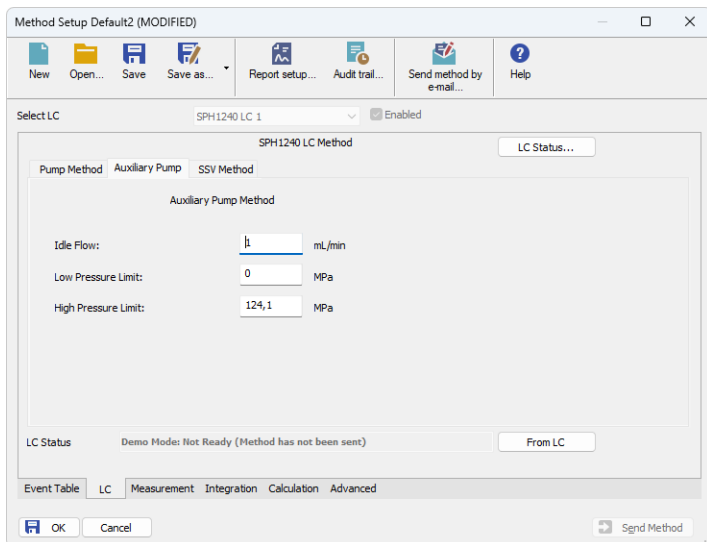 Method Setup Default2 (MODIFIED)
New Open... Save Save as... Report setup... Audit trail... Send method by e-mail... Help
Select LC SPH1240 LC 1 Enabled
SPH1240 LC Method LC Status...
Pump Method Auxiliary Pump SSV Method
Auxiliary Pump Method
Idle Flow: 1 mL/min
Low Pressure Limit: 0 MPa
High Pressure Limit: 124,1 MPa
LC Status Demo Mode: Not Ready (Method has not been sent) From LC
Event Table LC Measurement Integration Calculation Advanced
OK Cancel Send Method